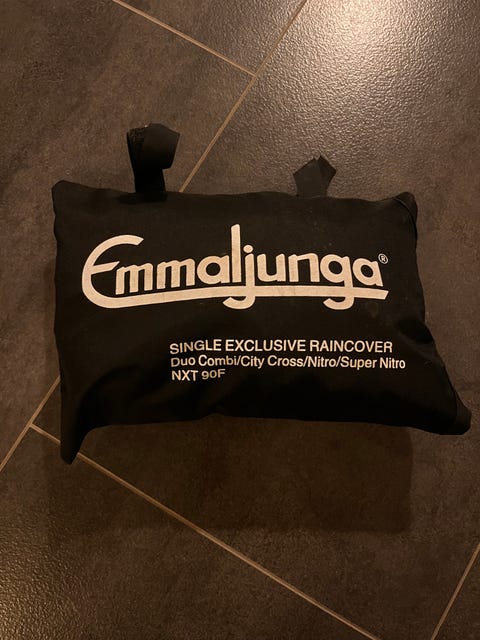 Emmaljunga®
SINGLE EXCLUSIVE RAINCOVER
Duo Combi/City Cross/Nitro/Super Nitro
NXT 90F